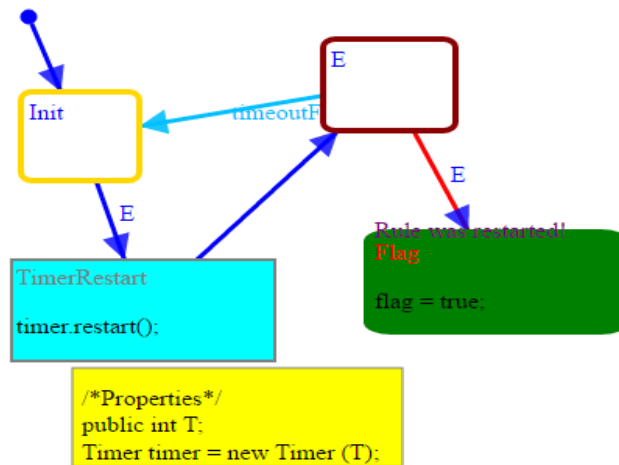 E
Init
timeoutF
E
E
Rule was restarted!
TimerRestart
Flag
timer.restart();
flag = true;
/*Properties*/
public int T;
Timer timer = new Timer (T);